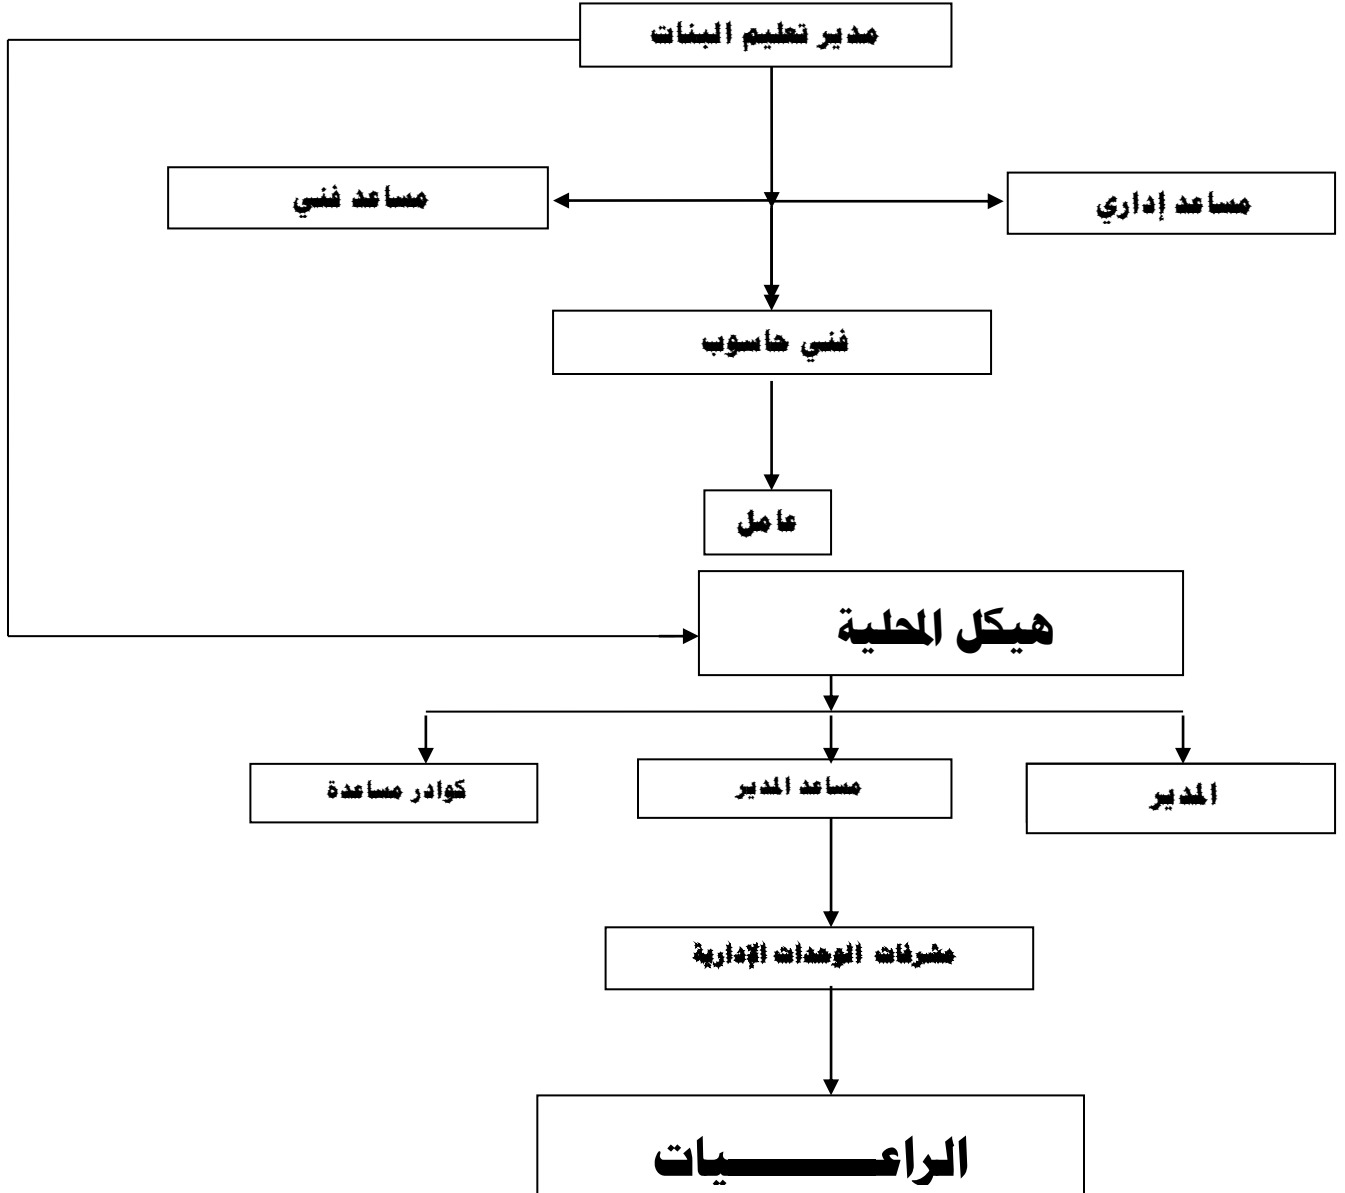 مدير تعليم البنات
مساعد إداري
مساعد فني
فني حاسوب
عامل
هيكل المحلية
المدير
مساعد المدير
كوادر مساعدة
مشرفات الوحدات الإدارية
الراعـــــــيات